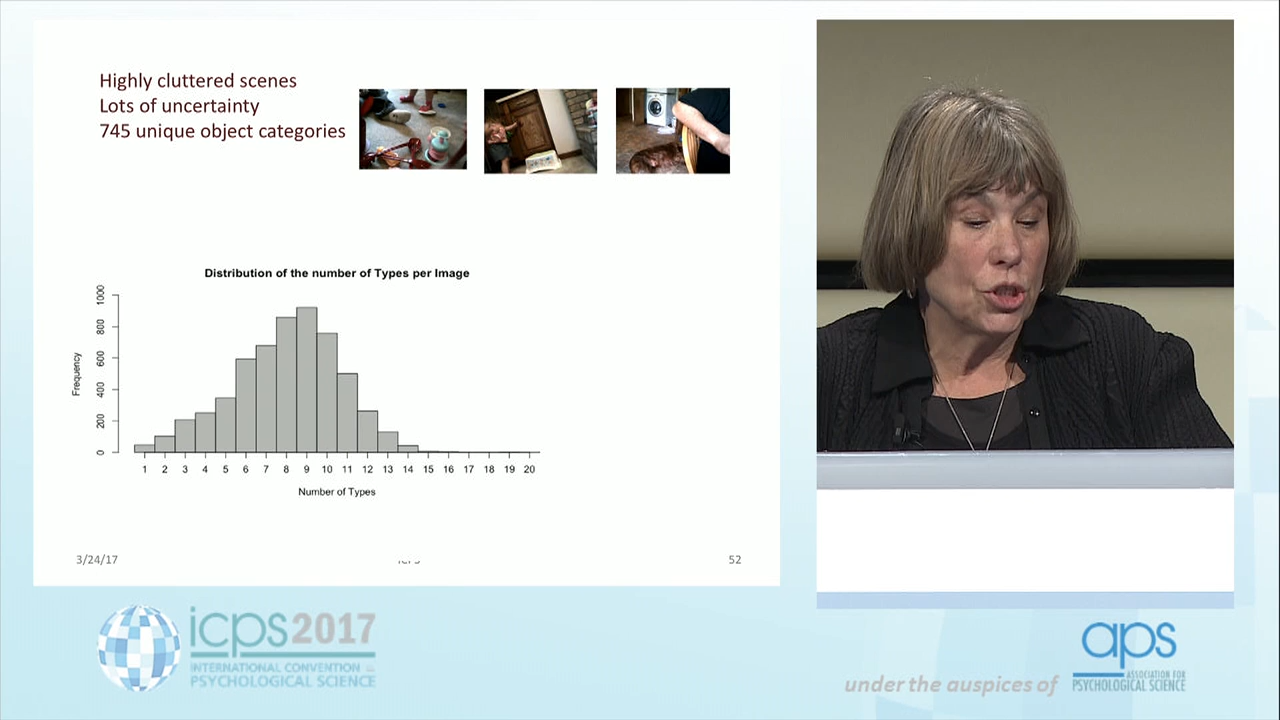 Highly cluttered scenes
Lots of uncertainty
745 unique object categories
Distribution of the number of Types per Image
Frequency
1000
800
600
400
200
0
1 2 3 4 5 6 7 8 9 10 11 12 13 14 15 16 17 18 19 20
Number of Types
3/24/17
52
icps2017
INTERNATIONAL CONVENTION
PSYCHOLOGICAL SCIENCE
under the auspices of
aps
ASSOCIATION FOR
PSYCHOLOGICAL SCIENCE